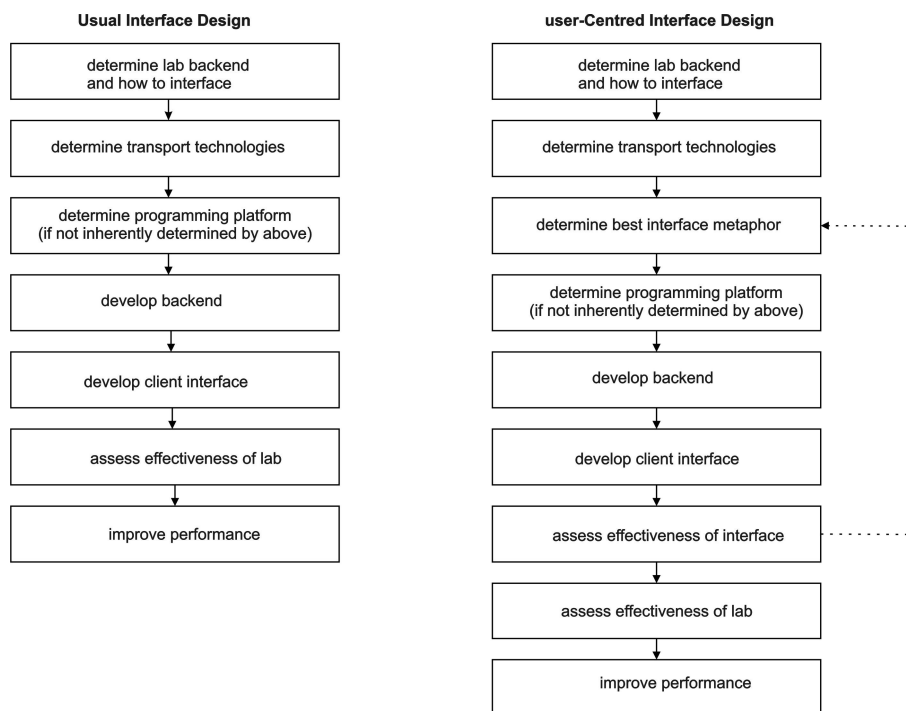 Usual Interface Design
determine lab backend
and how to interface
determine transport technologies
determine programming platform
(if not inherently determined by above)
develop backend
develop client interface
assess effectiveness of lab
improve performance
user-Centred Interface Design
determine lab backend
and how to interface
determine transport technologies
determine best interface metaphor
determine programming platform
(if not inherently determined by above)
develop backend
develop client interface
assess effectiveness of interface
assess effectiveness of lab
improve performance